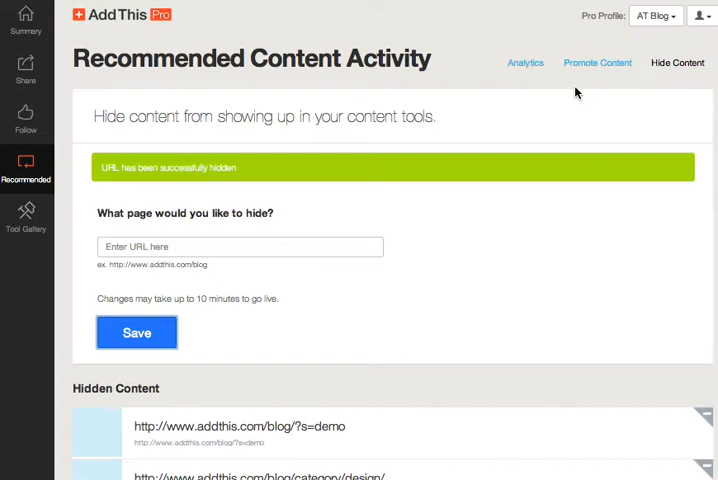 AddThis Pro
Pro Profile:
AT Blog
Summary
Recommended Content Activity
Analytics
Promote Content
Hide Content
Share
Hide content from showing up in your content tools.
Follow
URL has been successfully hidden
Recommended
What page would you like to hide?
Tool Gallery
Enter URL here
ex. http://www.addthis.com/blog
Changes may take up to 10 minutes to go live.
Save
Hidden Content
http://www.addthis.com/blog/?s=demo
http://www.addthis.com/blog/?s=demo
http://www.addthis.com/blog/category/design/